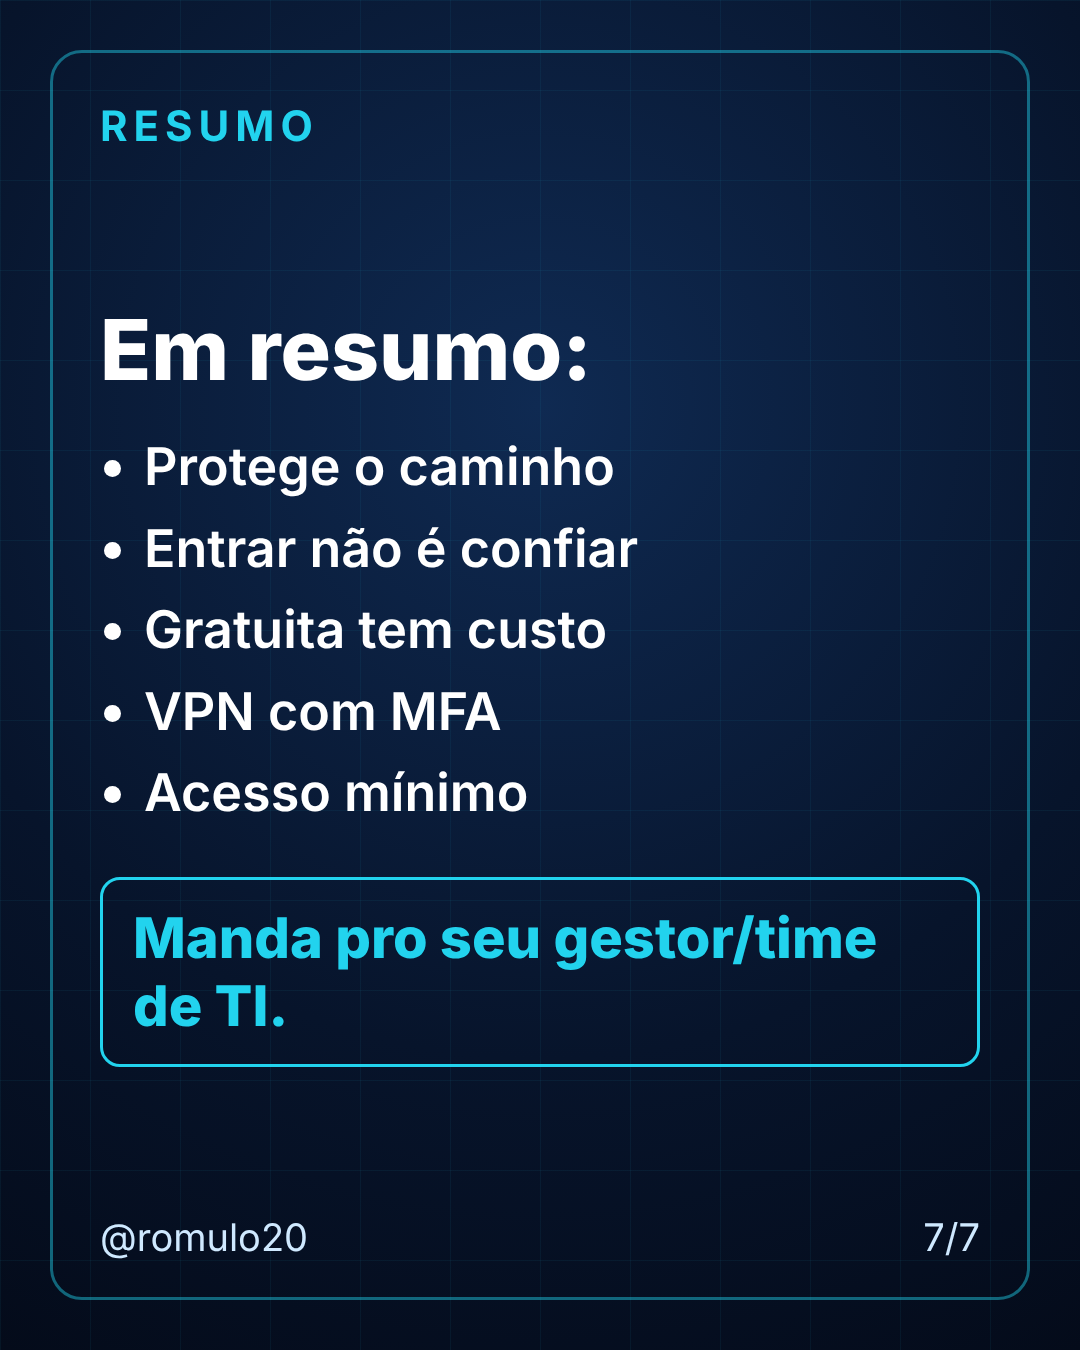 RESUMO
Em resumo:
• Protege o caminho
• Entrar não é confiar
• Gratuita tem custo
• VPN com MFA
• Acesso mínimo
Manda pro seu gestor/time
de TI.
@romulo20
7/7